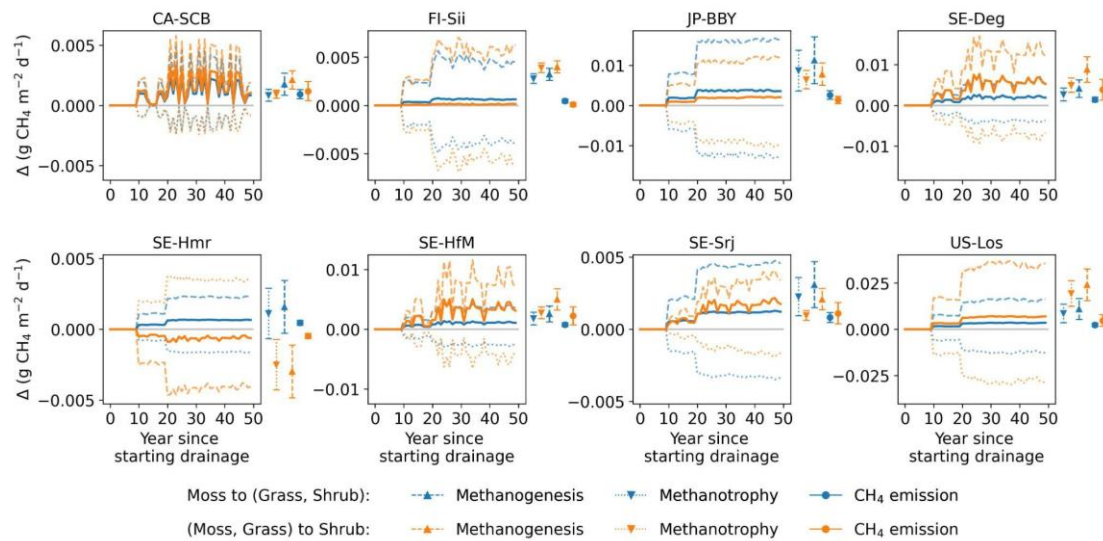 CA-SCB FI-Sii JP-BBY SE-Deg
Δ (g CH₄ m⁻² d⁻¹)
0.005 0.005 0.01 0.01
0.000 0.000 0.00 0.00
−0.005 −0.005 −0.01 −0.01
0 10 20 30 40 50 0 10 20 30 40 50 0 10 20 30 40 50 0 10 20 30 40 50
SE-Hmr SE-HfM SE-Srj US-Los
Δ (g CH₄ m⁻² d⁻¹)
0.005 0.01 0.005 0.025
0.000 0.00 0.000 0.000
−0.005 −0.01 −0.005 −0.025
0 10 20 30 40 50 0 10 20 30 40 50 0 10 20 30 40 50 0 10 20 30 40 50
Year since Year since Year since Year since
starting drainage starting drainage starting drainage starting drainage
Moss to (Grass, Shrub): Methanogenesis Methanotrophy CH₄ emission
(Moss, Grass) to Shrub: Methanogenesis Methanotrophy CH₄ emission